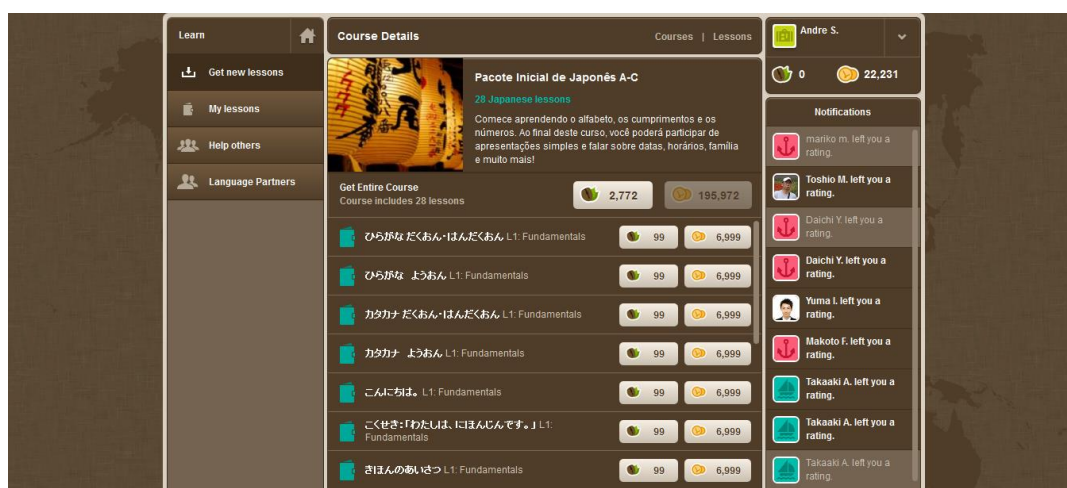 Learn
Get new lessons
My lessons
Help others
Language Partners
Course Details
Courses | Lessons
Pacote Inicial de Japonês A-C
28 Japanese lessons
Comece aprendendo o alfabeto, os cumprimentos e os
números. Ao final deste curso, você poderá participar de
apresentações simples e falar sobre datas, horários, família
e muito mais!
Get Entire Course
Course includes 28 lessons
2,772
195,972
ひらがな だくおん・はんだくおん L1: Fundamentals
99
6,999
ひらがな ようおん L1: Fundamentals
99
6,999
カタカナ だくおん・はんだくおん L1: Fundamentals
99
6,999
カタカナ ようおん L1: Fundamentals
99
6,999
こんにちは。 L1: Fundamentals
99
6,999
こくせき:「わたしは、にほんじんです。」 L1:
Fundamentals
99
6,999
きほんのあいさつ L1: Fundamentals
99
6,999
Andre S.
0
22,231
Notifications
mariko m. left you a
rating.
Toshio M. left you a
rating.
Daichi Y. left you a
rating.
Daichi Y. left you a
rating.
Yuma I. left you a
rating.
Makoto F. left you a
rating.
Takaaki A. left you a
rating.
Takaaki A. left you a
rating.
Takaaki A. left you a
rating.